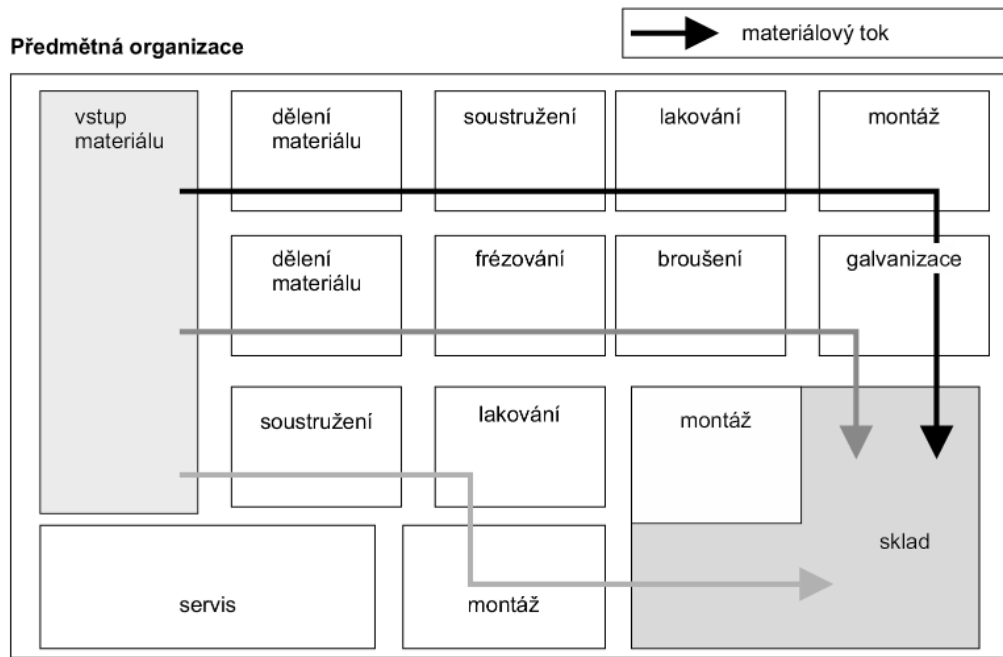 materiálový tok
Předmětná organizace
vstup
materiálu
dělení
materiálu
soustružení
lakování
montáž
dělení
materiálu
frézování
broušení
galvanizace
soustružení
lakování
montáž
sklad
servis
montáž